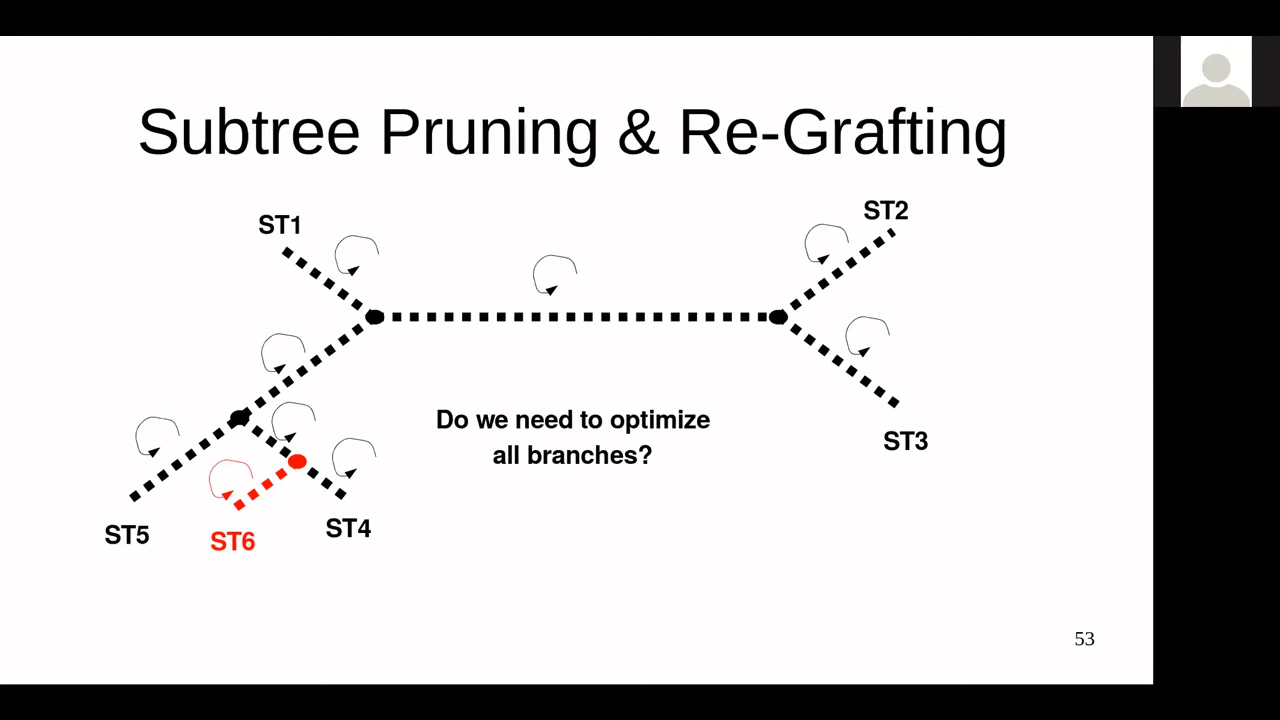 Subtree Pruning & Re-Grafting
ST1
ST2
Do we need to optimize
all branches?
ST3
ST5
ST6
ST4
53